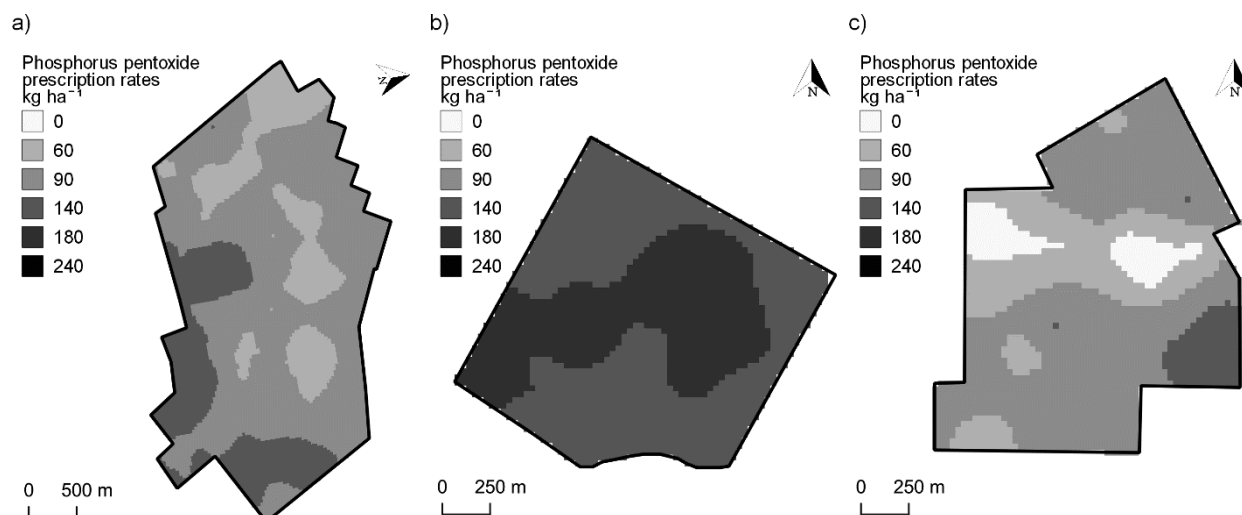 a)
Phosphorus pentoxide
prescription rates
kg ha⁻¹
0
60
90
140
180
240
N
0 500 m
b)
Phosphorus pentoxide
prescription rates
kg ha⁻¹
0
60
90
140
180
240
N
0 250 m
c)
Phosphorus pentoxide
prescription rates
kg ha⁻¹
0
60
90
140
180
240
N
0 250 m